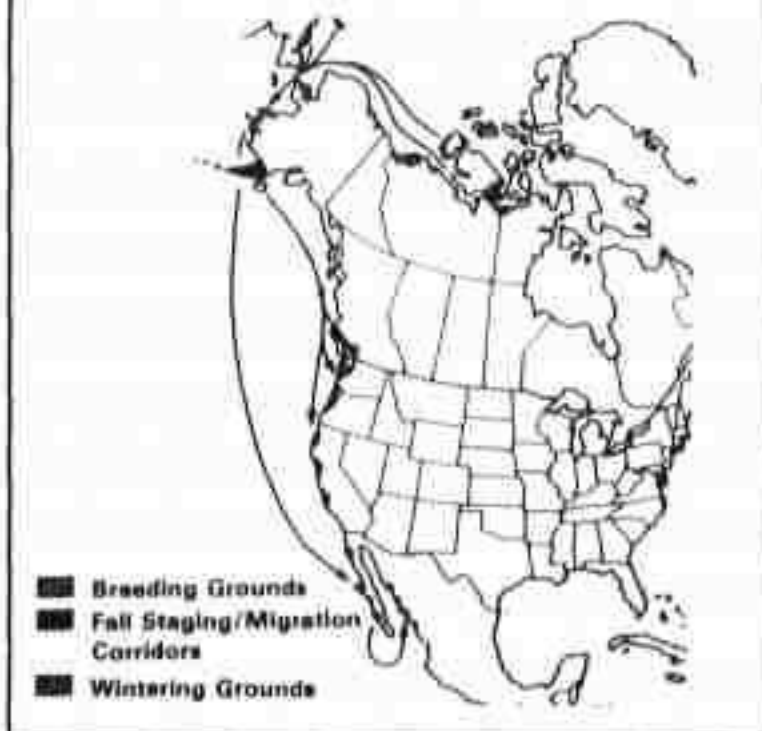 Breeding Grounds
Fall Staging/Migration
Corridors
Wintering Grounds